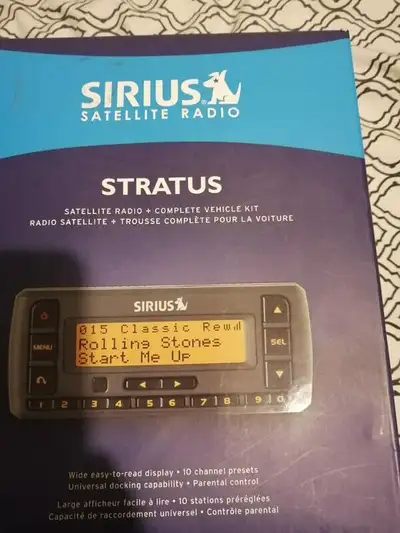 SIRIUS
SATELLITE RADIO
STRATUS
SATELLITE RADIO + COMPLETE VEHICLE KIT
RADIO SATELLITE + TROUSSE COMPLÈTE POUR LA VOITURE
SIRIUS
015 Classic Rew
Rolling Stones
Start Me Up
MENU
SEL
1 2 3 4 5 6 7 8 9 0
Wide easy-to-read display • 10 channel presets
Universal docking capability • Parental control
Large afficheur facile à lire • 10 stations préréglées
Capacité de raccordement universel • Contrôle parental